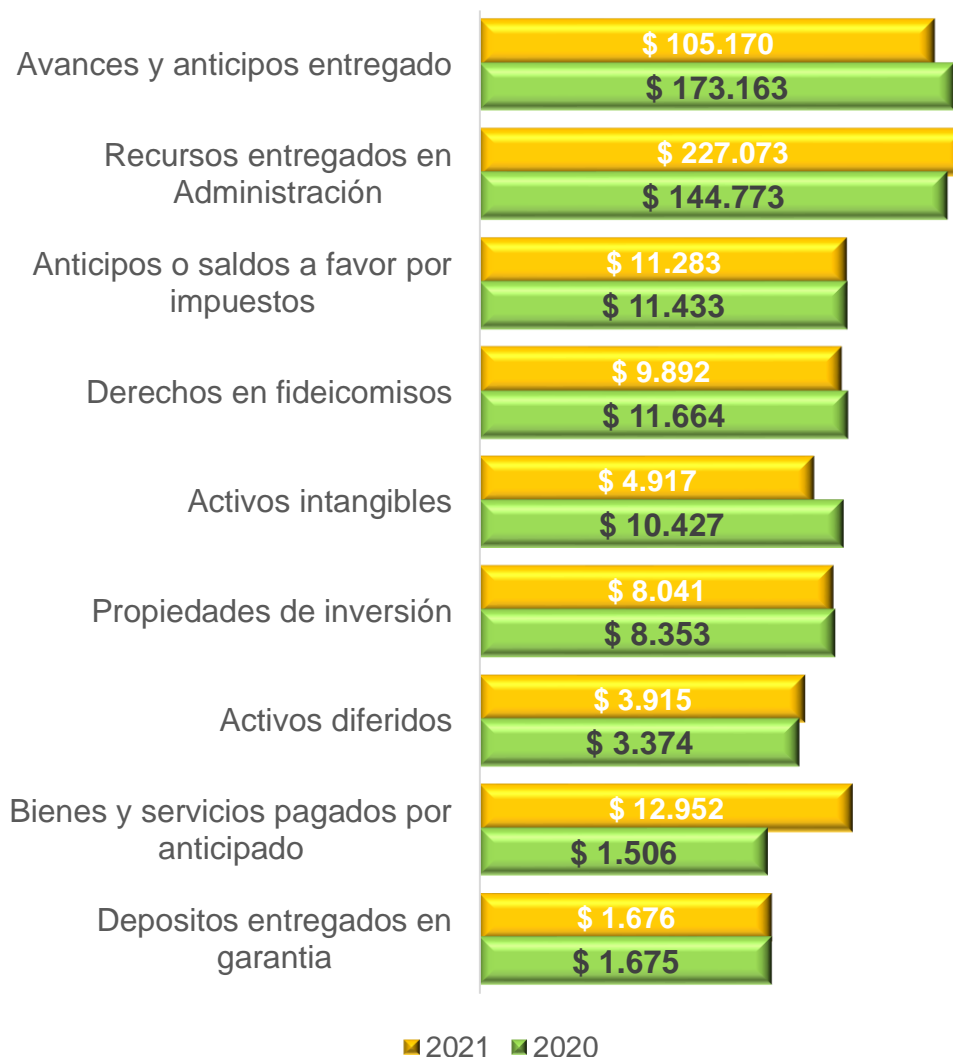 Avances y anticipos entregado
$ 105.170
$ 173.163
Recursos entregados en
Administración
$ 227.073
$ 144.773
Anticipos o saldos a favor por
impuestos
$ 11.283
$ 11.433
Derechos en fideicomisos
$ 9.892
$ 11.664
Activos intangibles
$ 4.917
$ 10.427
Propiedades de inversión
$ 8.041
$ 8.353
Activos diferidos
$ 3.915
$ 3.374
Bienes y servicios pagados por
anticipado
$ 12.952
$ 1.506
Depositos entregados en
garantia
$ 1.676
$ 1.675
2021 2020